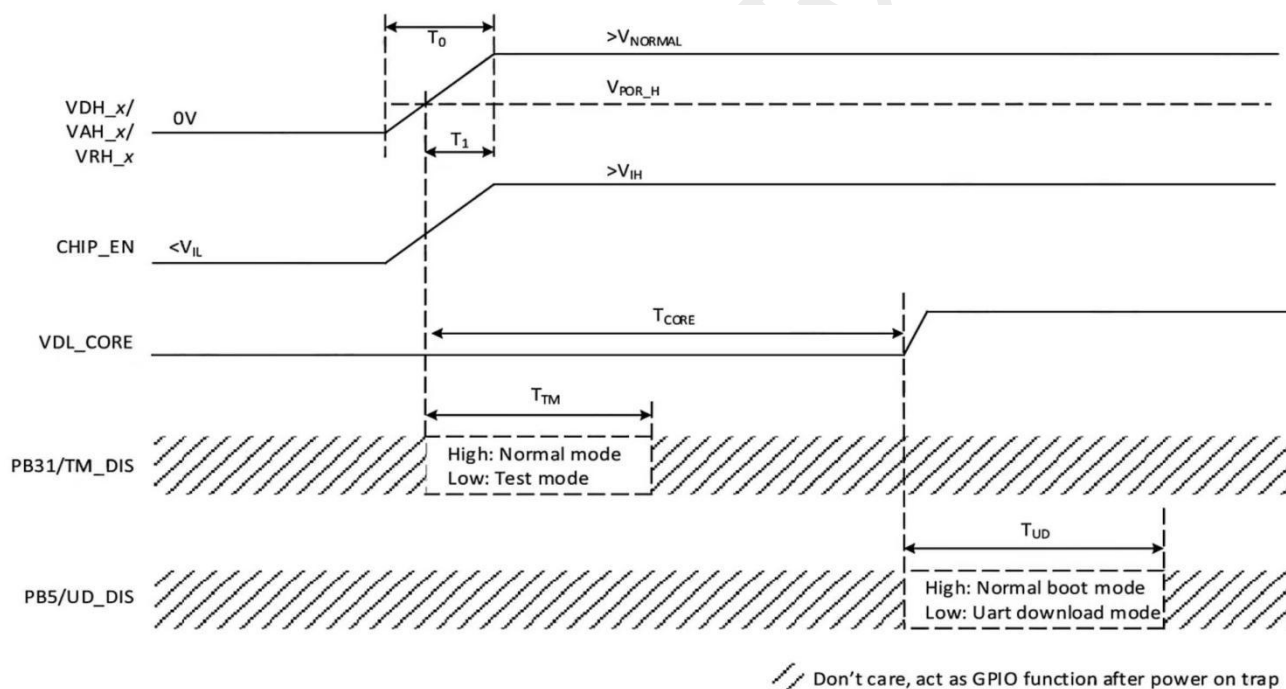 T0
>VNORMAL
VPOR_H
VDH_x/
VAH_x/
VRH_x
0V
T1
>VIH
CHIP_EN
<VIL
TCORE
VDL_CORE
TTM
PB31/TM_DIS
High: Normal mode
Low: Test mode
TUD
PB5/UD_DIS
High: Normal boot mode
Low: Uart download mode
Don't care, act as GPIO function after power on trap